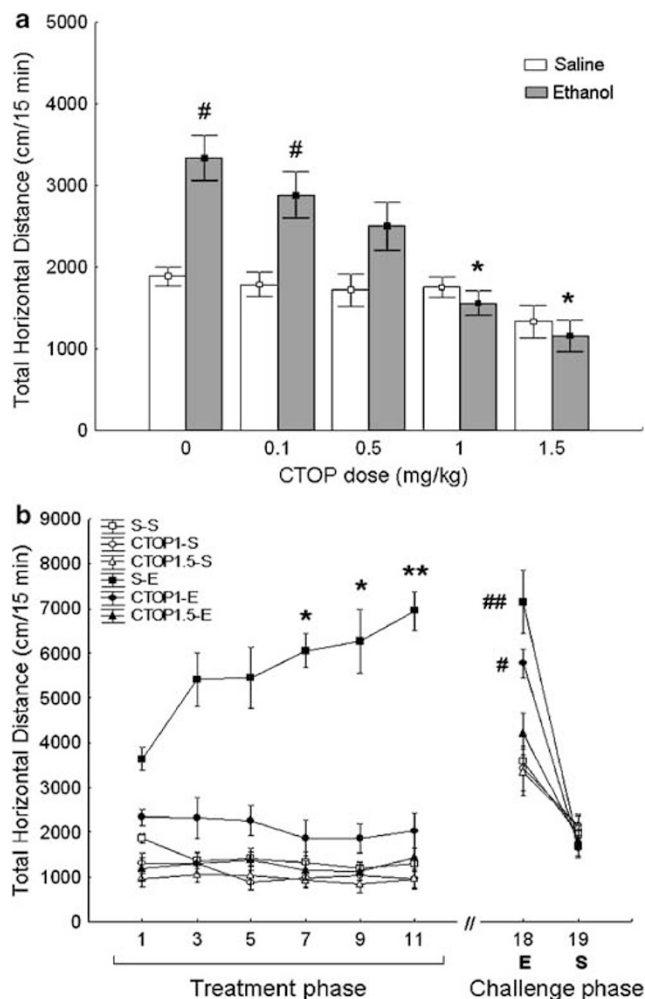 a
Total Horizontal Distance (cm/15 min)
5000
4000
3000
2000
1000
0
Saline
Ethanol
#
#
*
*
0 0.1 0.5 1 1.5
CTOP dose (mg/kg)
b
Total Horizontal Distance (cm/15 min)
9000
8000
7000
6000
5000
4000
3000
2000
1000
0
S-S
CTOP1-S
CTOP1.5-S
S-E
CTOP1-E
CTOP1.5-E
* * **
##
#
1 3 5 7 9 11 // 18 19
E S
Treatment phase Challenge phase